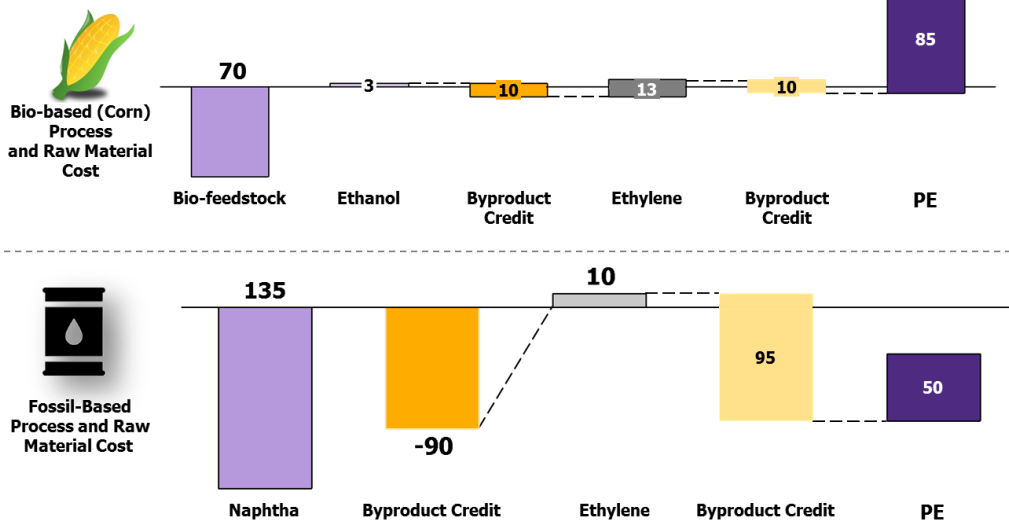 85
70
3
10
13
10
Bio-based (Corn)
Process
and Raw Material
Cost
Bio-feedstock
Ethanol
Byproduct
Credit
Ethylene
Byproduct
Credit
PE
135
10
95
50
-90
Fossil-Based
Process and Raw
Material Cost
Naphtha
Byproduct Credit
Ethylene
Byproduct Credit
PE